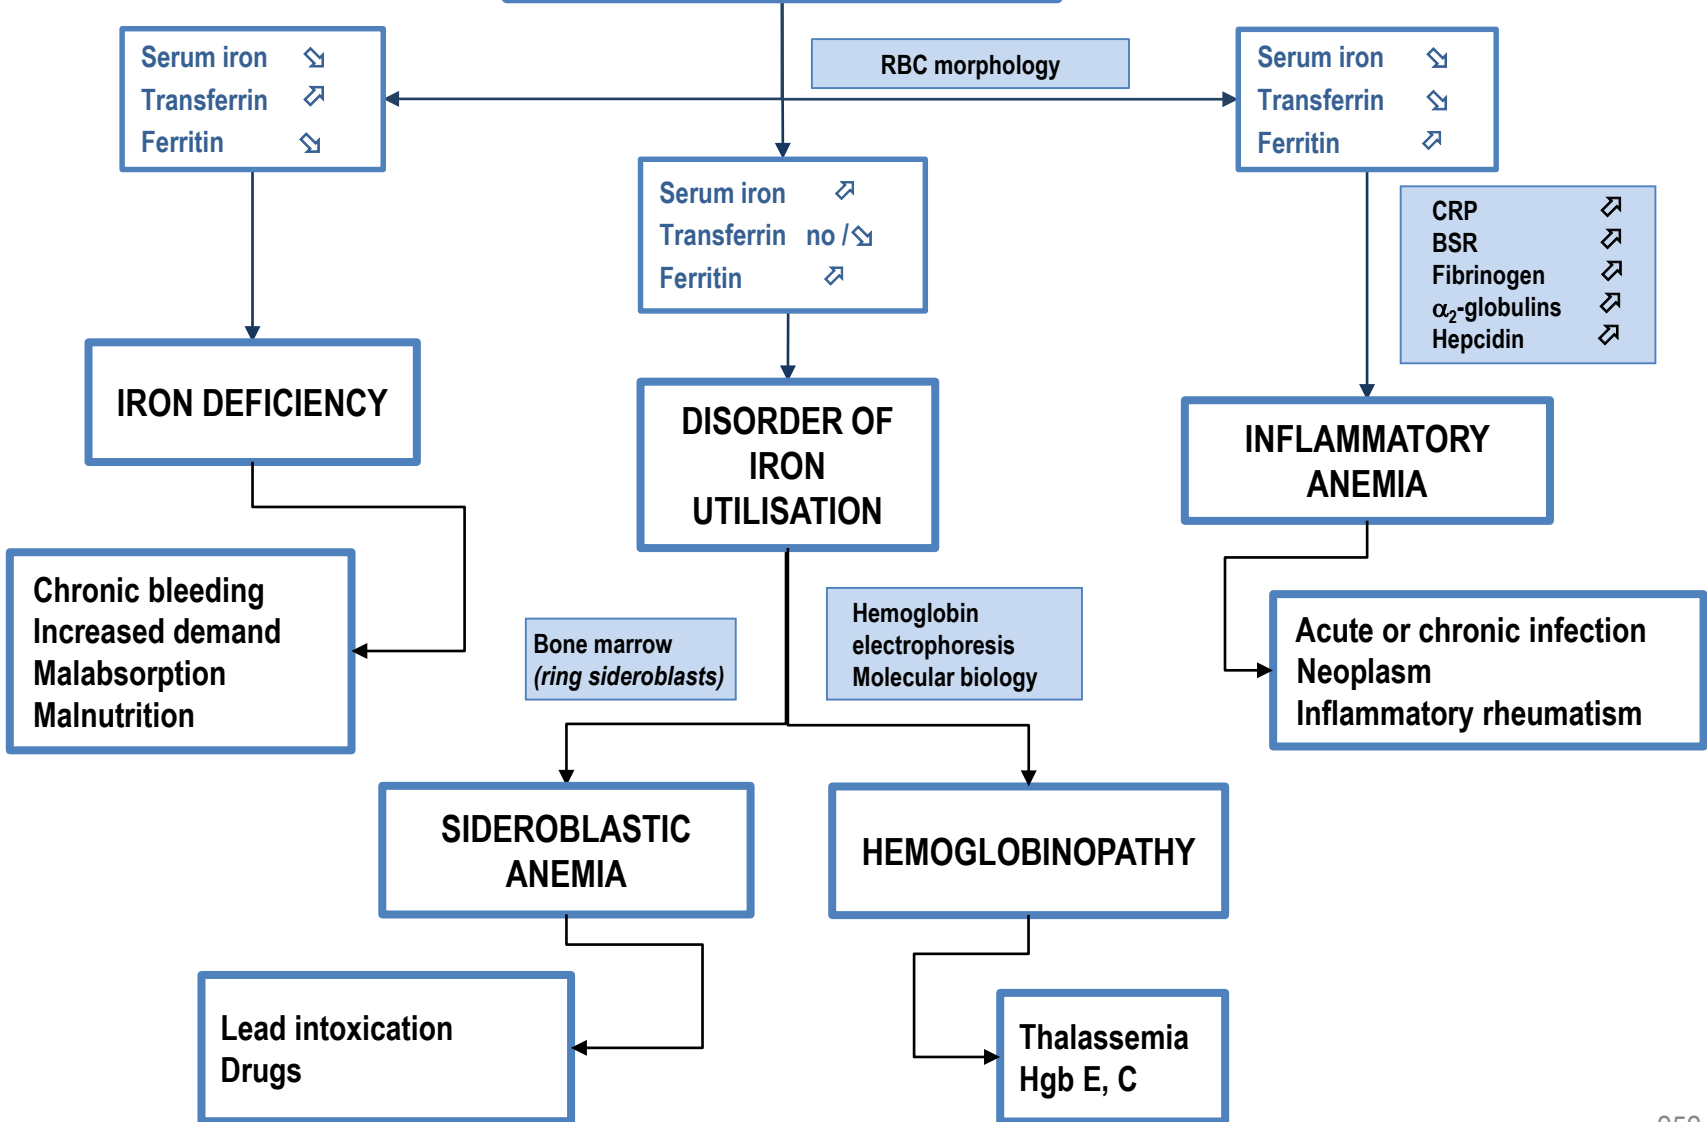 Serum iron ⬂
Transferrin ⬀
Ferritin ⬂
RBC morphology
Serum iron ⬂
Transferrin ⬂
Ferritin ⬀
Serum iron ⬀
Transferrin no /⬂
Ferritin ⬀
CRP ⬀
BSR ⬀
Fibrinogen ⬀
α₂-globulins ⬀
Hepcidin ⬀
IRON DEFICIENCY
DISORDER OF
IRON
UTILISATION
INFLAMMATORY
ANEMIA
Chronic bleeding
Increased demand
Malabsorption
Malnutrition
Bone marrow
(ring sideroblasts)
Hemoglobin
electrophoresis
Molecular biology
Acute or chronic infection
Neoplasm
Inflammatory rheumatism
SIDEROBLASTIC
ANEMIA
HEMOGLOBINOPATHY
Lead intoxication
Drugs
Thalassemia
Hgb E, C